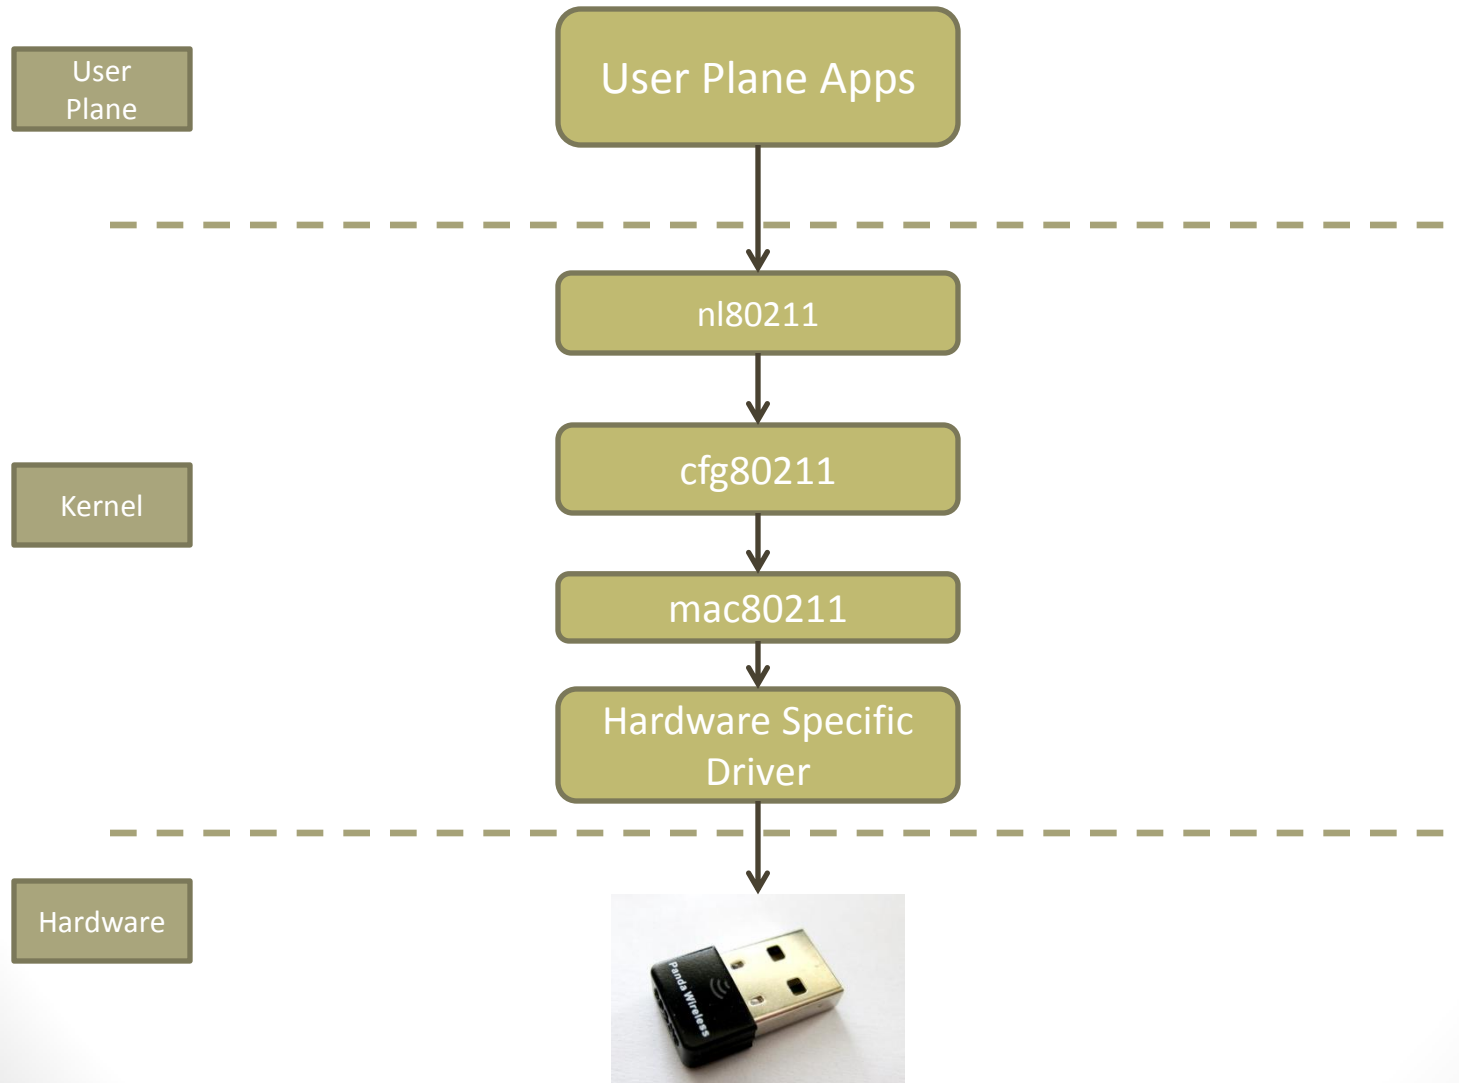 User
Plane
User Plane Apps
nl80211
cfg80211
Kernel
mac80211
Hardware Specific
Driver
Hardware
Panda Wireless